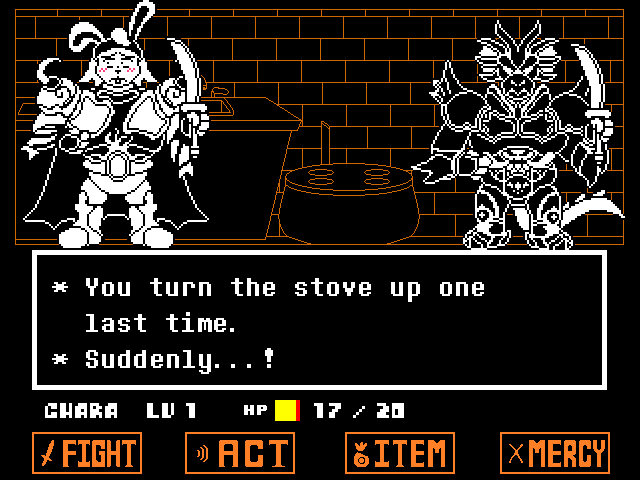 * You turn the stove up one
last time.
* Suddenly...!
CHARA LV 1 HP 17 / 20
FIGHT ACT ITEM MERCY